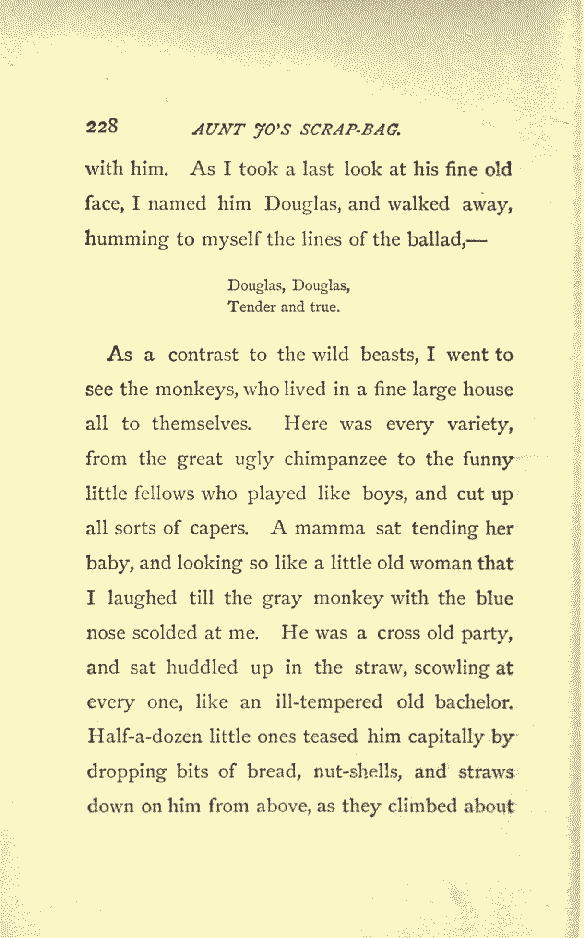 228 AUNT JO'S SCRAP-BAG.
with him. As I took a last look at his fine old
face, I named him Douglas, and walked away,
humming to myself the lines of the ballad,—
Douglas, Douglas,
Tender and true.
As a contrast to the wild beasts, I went to
see the monkeys, who lived in a fine large house
all to themselves. Here was every variety,
from the great ugly chimpanzee to the funny
little fellows who played like boys, and cut up
all sorts of capers. A mamma sat tending her
baby, and looking so like a little old woman that
I laughed till the gray monkey with the blue
nose scolded at me. He was a cross old party,
and sat huddled up in the straw, scowling at
every one, like an ill-tempered old bachelor.
Half-a-dozen little ones teased him capitally by
dropping bits of bread, nut-shells, and straws
down on him from above, as they climbed about